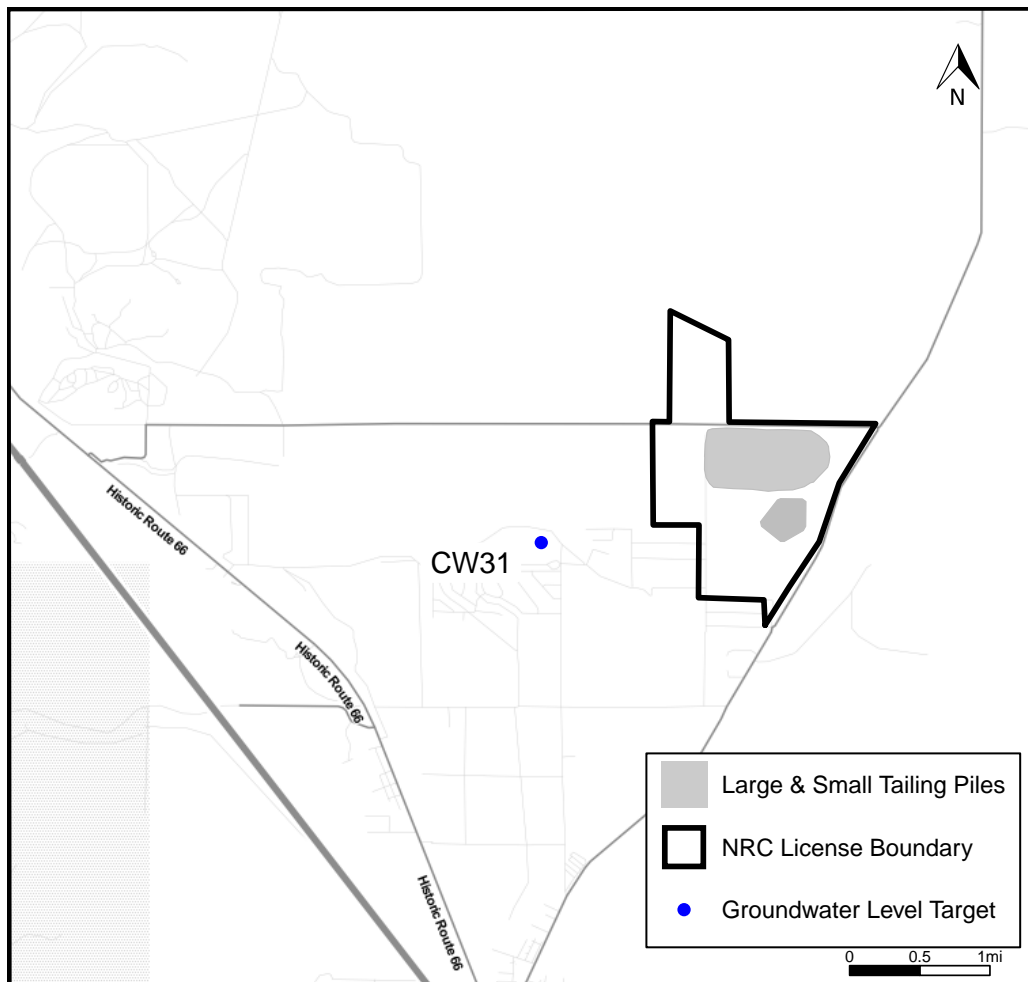 N
Historic Route 66
CW31
Historic Route 66
Large & Small Tailing Piles
NRC License Boundary
Historic Route 66
Groundwater Level Target
0 0.5 1mi